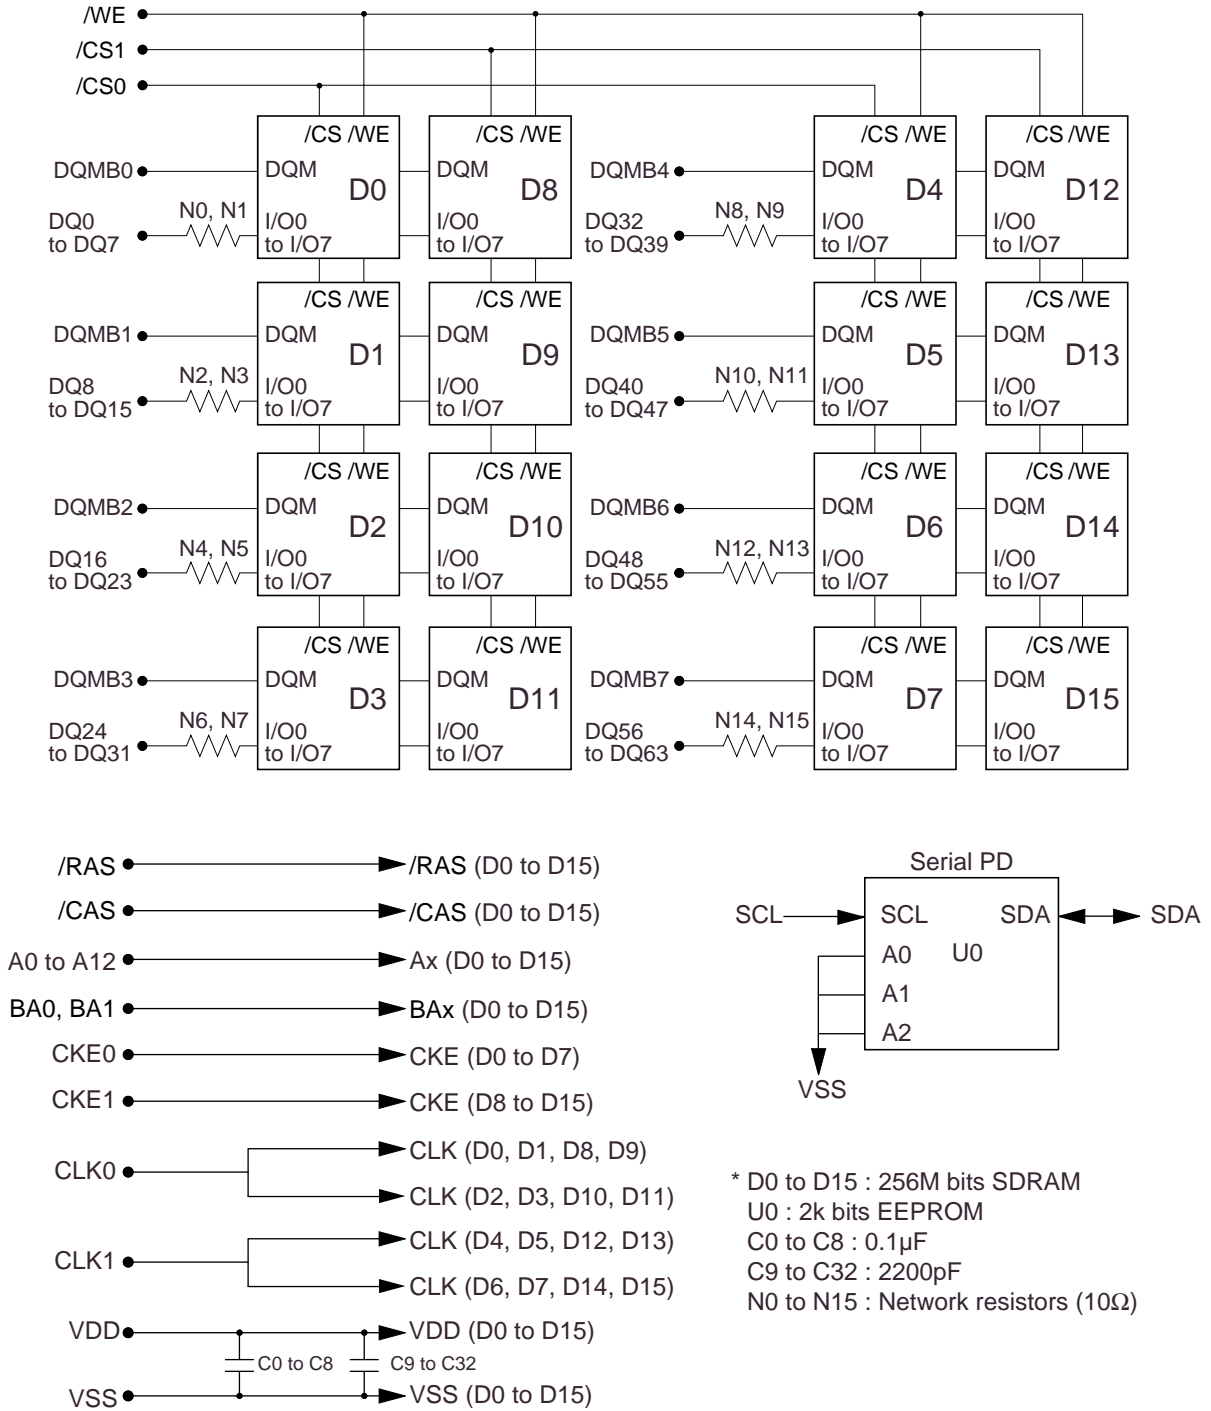 /WE
/CS1
/CS0
/CS /WE
/CS /WE
/CS /WE
/CS /WE
DQMB0
DQM
D0
DQM
D8
DQMB4
DQM
D4
DQM
D12
DQ0
to DQ7
N0, N1
I/O0
to I/O7
I/O0
to I/O7
DQ32
to DQ39
N8, N9
I/O0
to I/O7
I/O0
to I/O7
/CS /WE
/CS /WE
/CS /WE
/CS /WE
DQMB1
DQM
D1
DQM
D9
DQMB5
DQM
D5
DQM
D13
DQ8
to DQ15
N2, N3
I/O0
to I/O7
I/O0
to I/O7
DQ40
to DQ47
N10, N11
I/O0
to I/O7
I/O0
to I/O7
/CS /WE
/CS /WE
/CS /WE
/CS /WE
DQMB2
DQM
D2
DQM
D10
DQMB6
DQM
D6
DQM
D14
DQ16
to DQ23
N4, N5
I/O0
to I/O7
I/O0
to I/O7
DQ48
to DQ55
N12, N13
I/O0
to I/O7
I/O0
to I/O7
/CS /WE
/CS /WE
/CS /WE
/CS /WE
DQMB3
DQM
D3
DQM
D11
DQMB7
DQM
D7
DQM
D15
DQ24
to DQ31
N6, N7
I/O0
to I/O7
I/O0
to I/O7
DQ56
to DQ63
N14, N15
I/O0
to I/O7
I/O0
to I/O7
/RAS
/RAS (D0 to D15)
/CAS
/CAS (D0 to D15)
A0 to A12
Ax (D0 to D15)
BA0, BA1
BAx (D0 to D15)
CKE0
CKE (D0 to D7)
CKE1
CKE (D8 to D15)
CLK0
CLK (D0, D1, D8, D9)
CLK (D2, D3, D10, D11)
CLK1
CLK (D4, D5, D12, D13)
CLK (D6, D7, D14, D15)
VDD
VDD (D0 to D15)
C0 to C8
C9 to C32
VSS
VSS (D0 to D15)
Serial PD
SCL
SCL
SDA
SDA
A0
U0
A1
A2
VSS
* D0 to D15 : 256M bits SDRAM
U0 : 2k bits EEPROM
C0 to C8 : 0.1µF
C9 to C32 : 2200pF
N0 to N15 : Network resistors (10Ω)